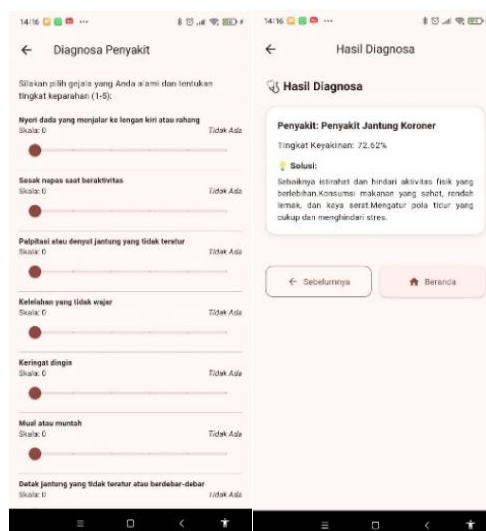 14:16
Diagnosa Penyakit
Silakan pilih gejala yang Anda alami dan tentukan
tingkat keparahan (1-5):
Nyeri dada yang menjalar ke lengan kiri atau rahang
Skala: 0 Tidak Ada
Sesak napas saat beraktivitas
Skala: 0 Tidak Ada
Palpitasi atau denyut jantung yang tidak teratur
Skala: 0 Tidak Ada
Kelelahan yang tidak wajar
Skala: 0 Tidak Ada
Keringat dingin
Skala: 0 Tidak Ada
Mual atau muntah
Skala: 0 Tidak Ada
Detak jantung yang tidak teratur atau berdebar-debar
Skala: 0 Tidak Ada
14:16
Hasil Diagnosa
Hasil Diagnosa
Penyakit: Penyakit Jantung Koroner
Tingkat Keyakinan: 72.62%
Solusi:
Sebaiknya istirahat dan hindari aktivitas fisik yang
berlebihan.Konsumsi makanan yang sehat, rendah
lemak, dan kaya serat.Mengatur pola tidur yang
cukup dan menghindari stres.
Sebelumnya
Beranda